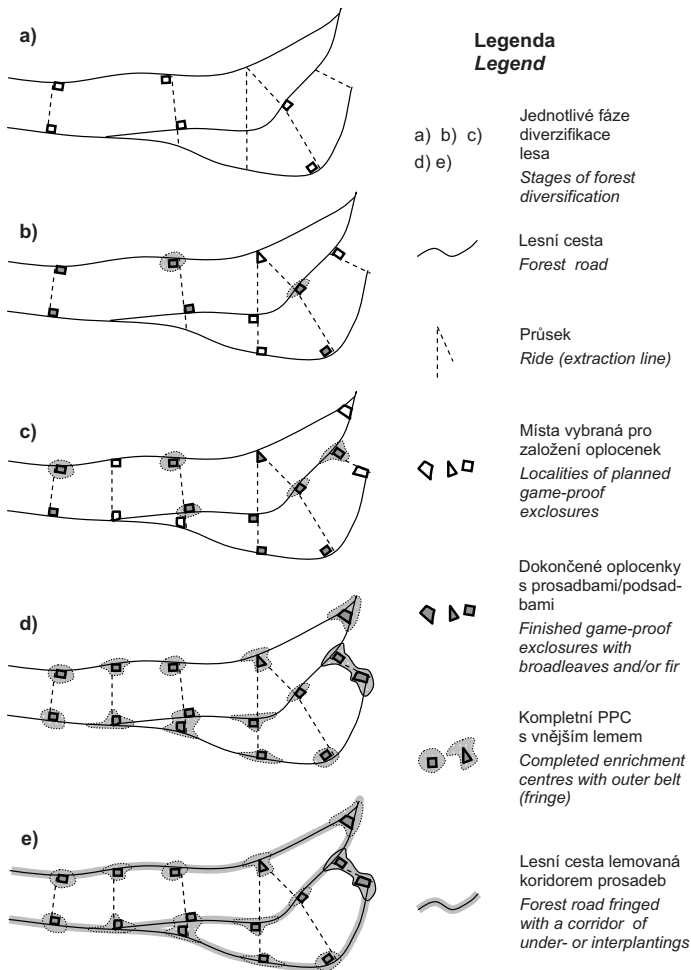 a)
b)
c)
d)
e)
Legenda
Legend
a) b) c)
d) e)
Jednotlivé fáze
diverzifikace
lesa
Stages of forest
diversification
Lesní cesta
Forest road
Průsek
Ride (extraction line)
Místa vybraná pro
založení oplocenek
Localities of planned
game-proof
exclosures
Dokončené oplocenky
s prosadbami/podsad-
bami
Finished game-proof
exclosures with
broadleaves and/or fir
Kompletní PPC
s vnějším lemem
Completed enrichment
centres with outer belt
(fringe)
Lesní cesta lemovaná
koridorem prosadeb
Forest road fringed
with a corridor of
under- or interplantings